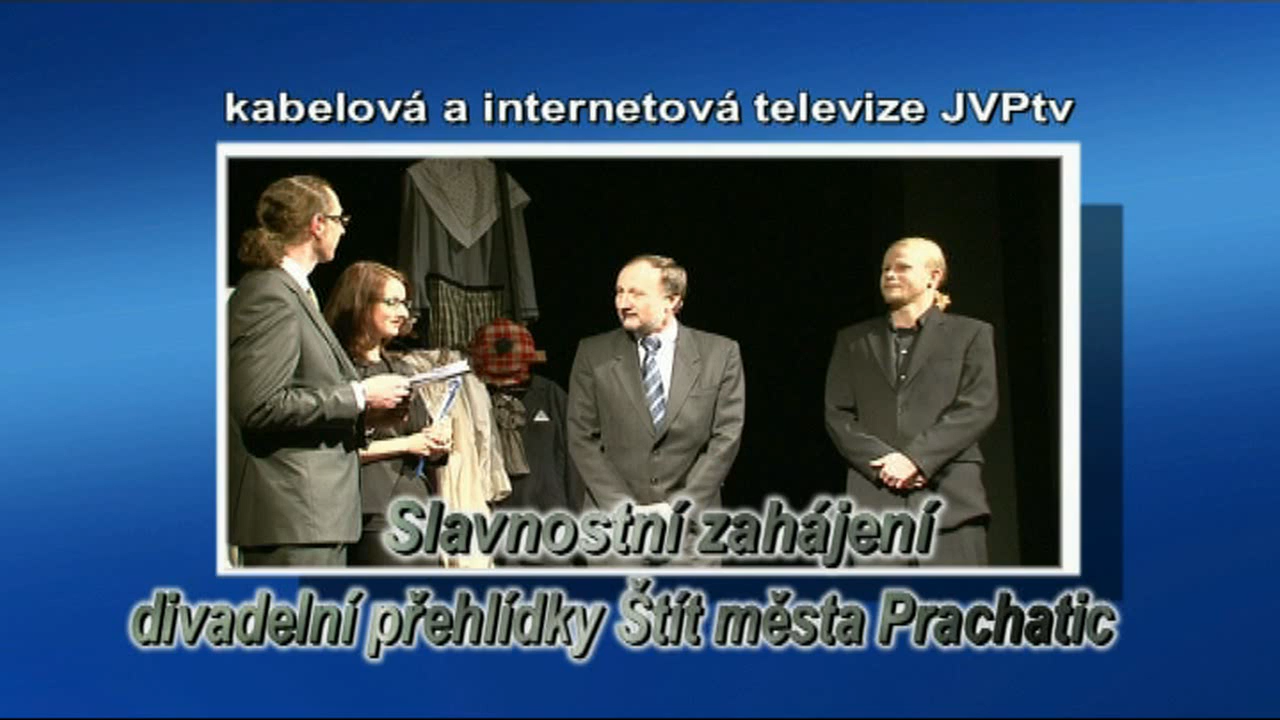 kabelová a internetová televize JVPtv
Slavnostní zahájení
divadelní přehlídky Štít města Prachatic